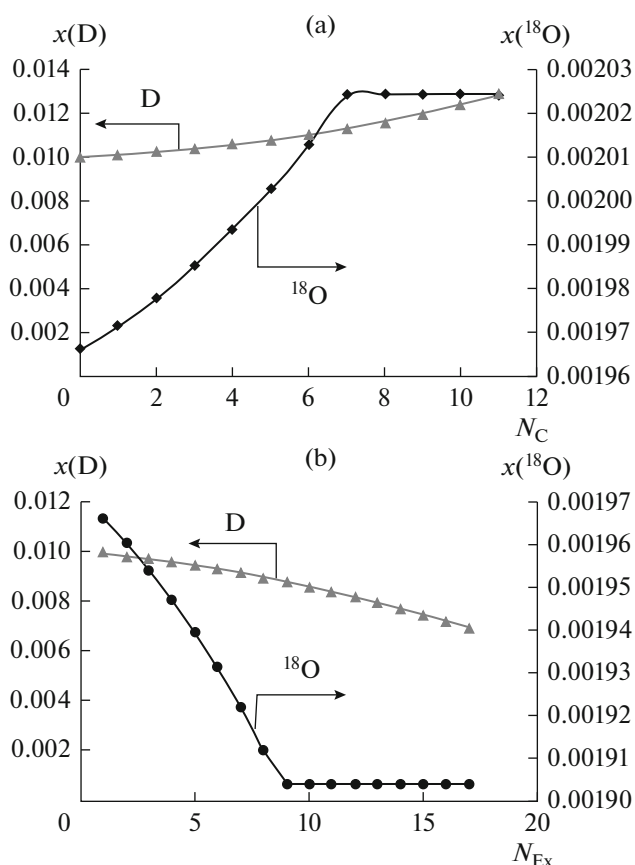 (a)
x(D) x(¹⁸O)
0.014 0.00203
0.012 0.00202
0.010 0.00201
0.008 0.00200
0.006 0.00199
0.004 0.00198
0.002 0.00197
0.00196
D
¹⁸O
0 2 4 6 8 10 12
N_C
(b)
x(D) x(¹⁸O)
0.012 0.00197
0.010 0.00196
0.008 0.00195
0.006 0.00194
0.004 0.00193
0.002 0.00192
0.00191
0.00190
D
¹⁸O
0 5 10 15 20
N_Ex